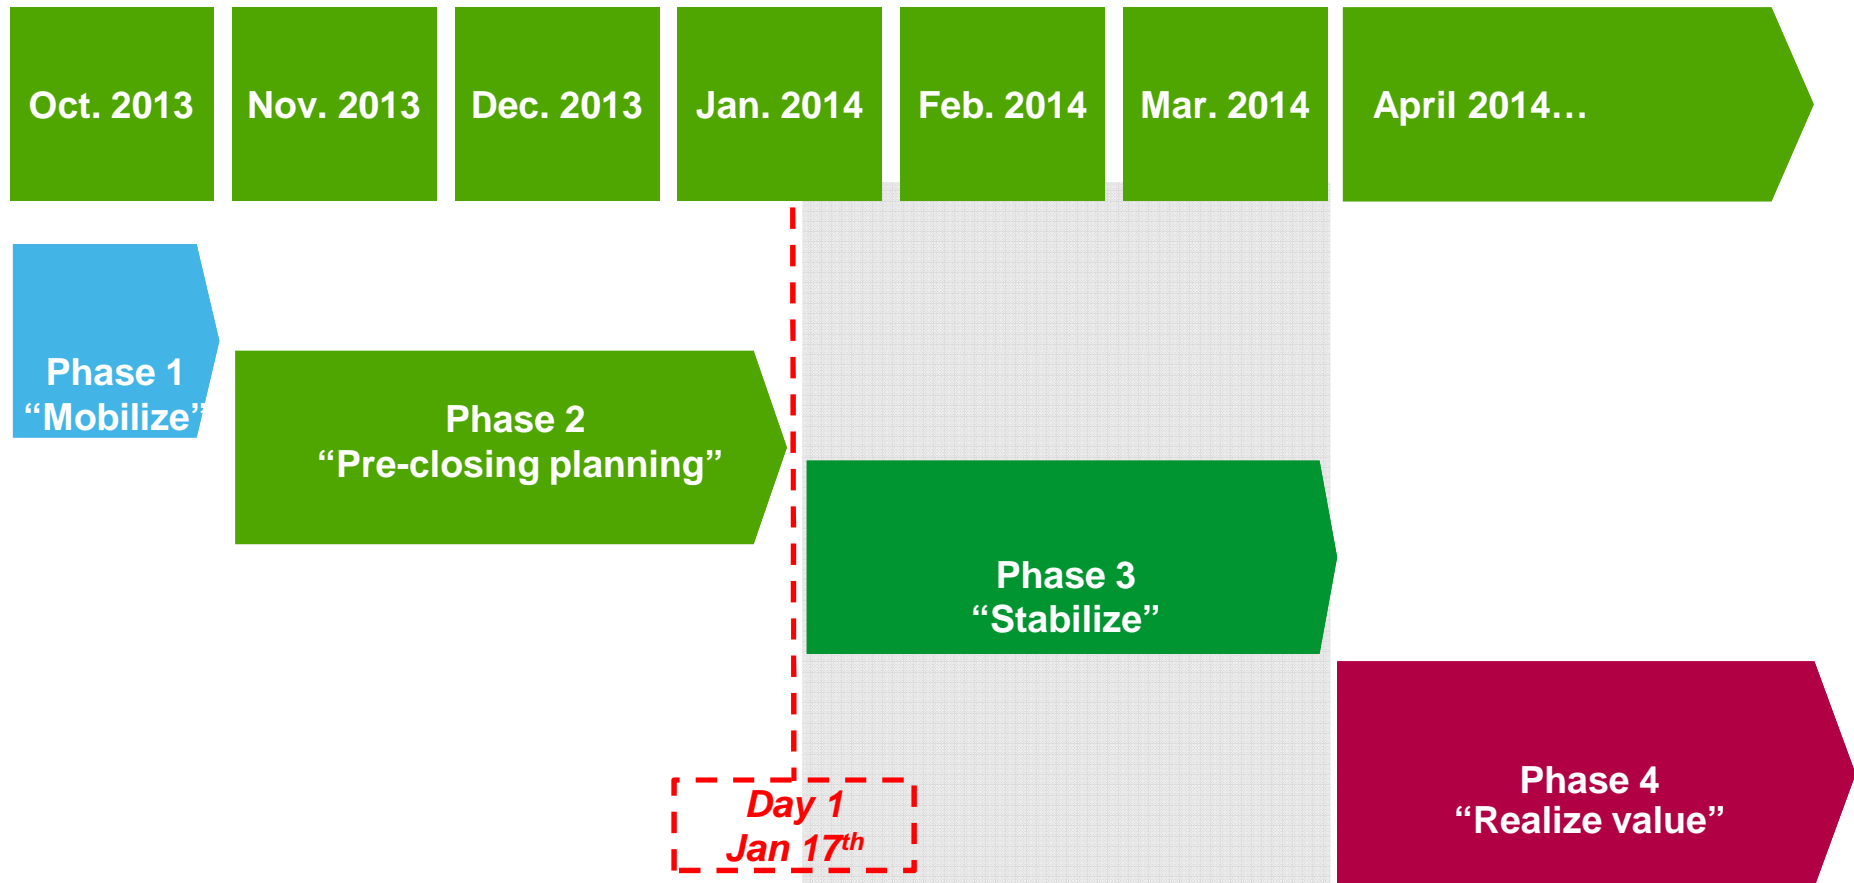 Oct. 2013
Nov. 2013
Dec. 2013
Jan. 2014
Feb. 2014
Mar. 2014
April 2014…
Phase 1
“Mobilize”
Phase 2
“Pre-closing planning”
Phase 3
“Stabilize”
Phase 4
“Realize value”
Day 1
Jan 17th